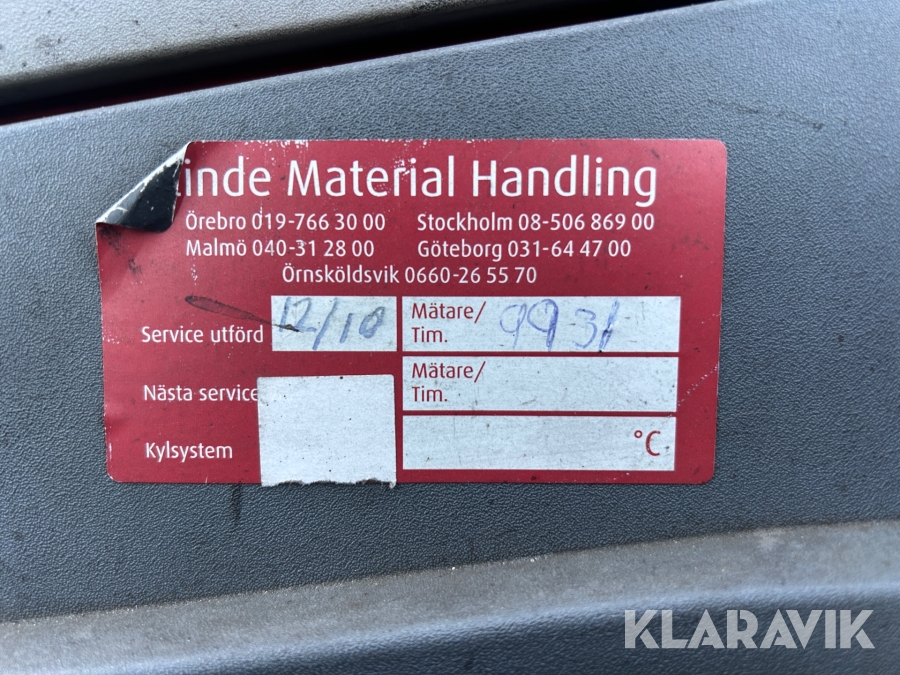 inde Material Handling
Örebro 019-766 30 00 Stockholm 08-506 869 00
Malmö 040-31 28 00 Göteborg 031-64 47 00
Örnsköldsvik 0660-26 55 70
Service utförd 12/10 Mätare/
Tim. 9931
Nästa service Mätare/
Tim.
Kylsystem °C
KLARAVIK